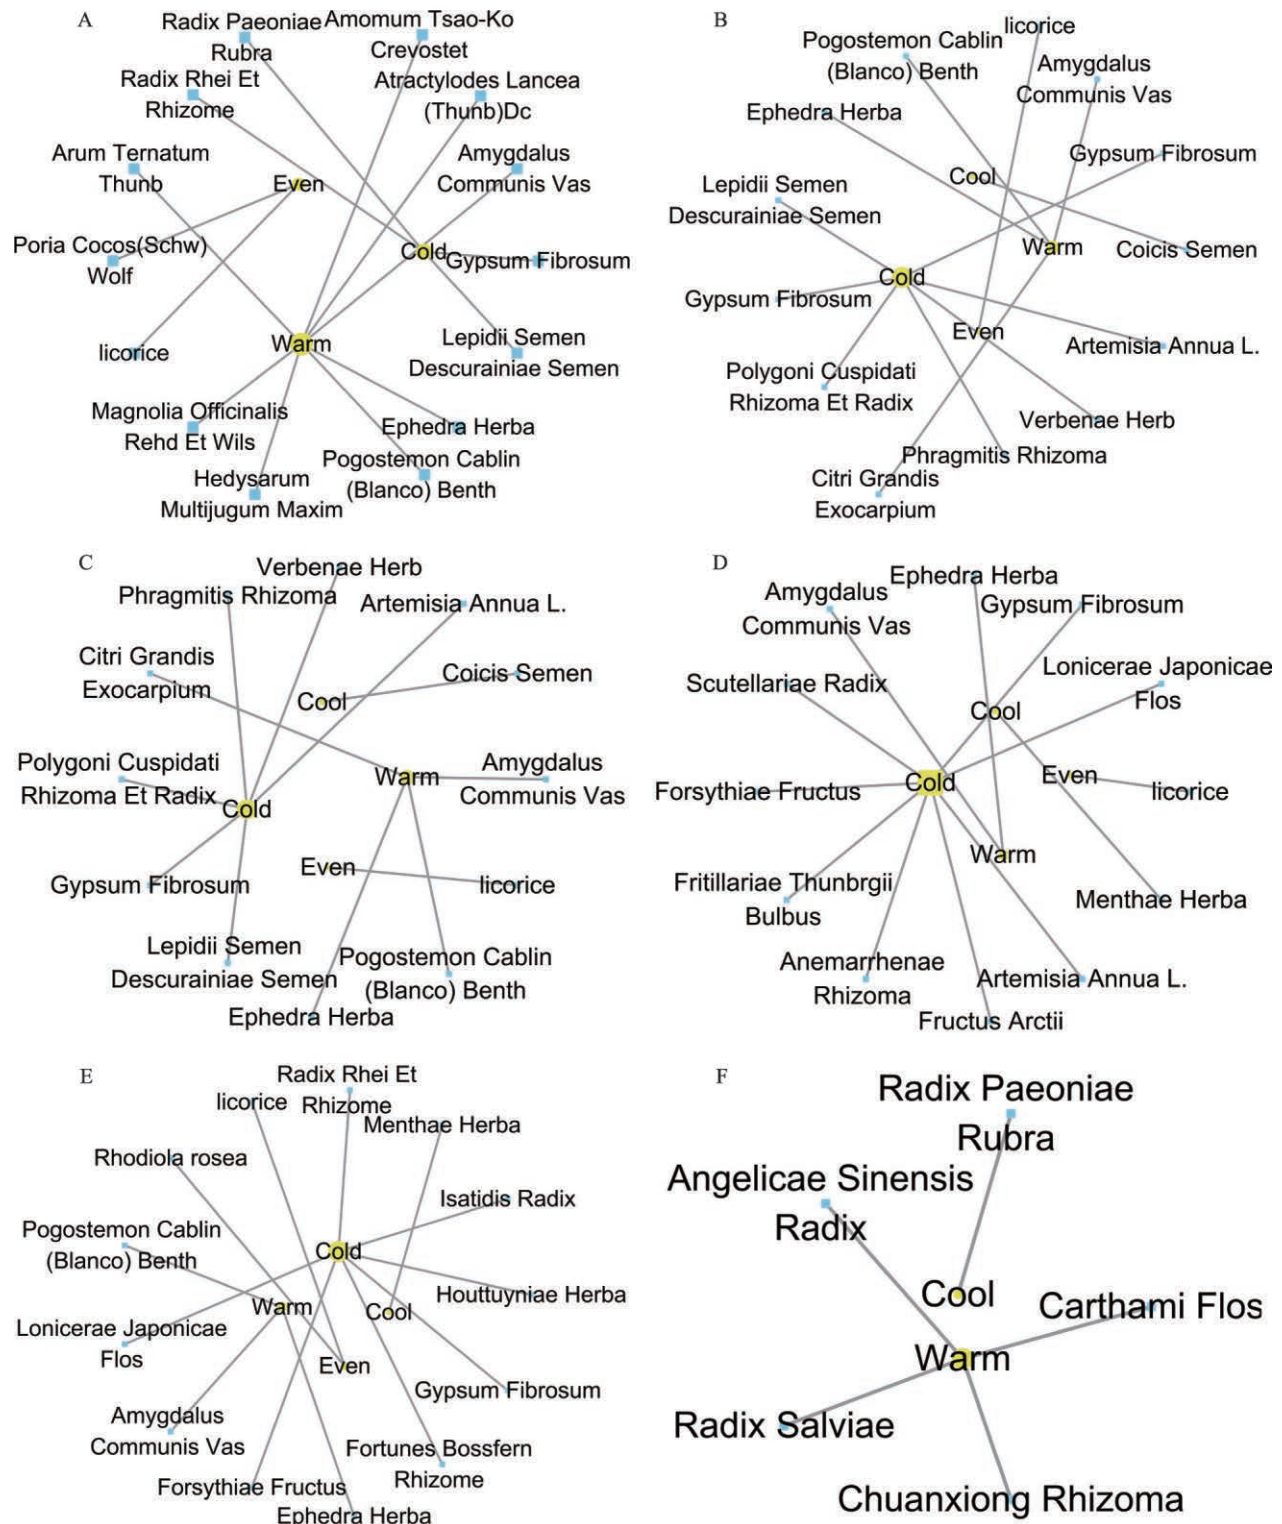 A
Radix Paeoniae
Rubra
Amomum Tsao-Ko
Crevostet
Radix Rhei Et
Rhizome
Atractylodes Lancea
(Thunb)Dc
Arum Ternatum
Thunb
Even
Amygdalus
Communis Vas
Poria Cocos(Schw)
Wolf
Cold
Gypsum Fibrosum
licorice
Warm
Lepidii Semen
Descurainiae Semen
Magnolia Officinalis
Rehd Et Wils
Ephedra Herba
Hedysarum
Multijugum Maxim
Pogostemon Cablin
(Blanco) Benth
B
licorice
Pogostemon Cablin
(Blanco) Benth
Amygdalus
Communis Vas
Ephedra Herba
Gypsum Fibrosum
Cool
Lepidii Semen
Descurainiae Semen
Warm
Coicis Semen
Cold
Gypsum Fibrosum
Even
Artemisia Annua L.
Polygoni Cuspidati
Rhizoma Et Radix
Verbenae Herb
Phragmitis Rhizoma
Citri Grandis
Exocarpium
C
Verbenae Herb
Phragmitis Rhizoma
Artemisia Annua L.
Citri Grandis
Exocarpium
Coicis Semen
Cool
Polygoni Cuspidati
Rhizoma Et Radix
Warm
Amygdalus
Communis Vas
Cold
Even
Gypsum Fibrosum
licorice
Lepidii Semen
Descurainiae Semen
Pogostemon Cablin
(Blanco) Benth
Ephedra Herba
D
Ephedra Herba
Amygdalus
Communis Vas
Gypsum Fibrosum
Scutellariae Radix
Lonicerae Japonicae
Flos
Cool
Cold
Even
Forsythiae Fructus
licorice
Warm
Fritillariae Thunbrgii
Bulbus
Menthae Herba
Anemarrhenae
Rhizoma
Artemisia Annua L.
Fructus Arctii
E
Radix Rhei Et
Rhizome
licorice
Menthae Herba
Rhodiola rosea
Isatidis Radix
Pogostemon Cablin
(Blanco) Benth
Cold
Houttuyniae Herba
Warm
Cool
Lonicerae Japonicae
Flos
Even
Gypsum Fibrosum
Amygdalus
Communis Vas
Fortunes Bossfern
Rhizome
Forsythiae Fructus
Ephedra Herba
F
Radix Paeoniae
Rubra
Angelicae Sinensis
Radix
Cool
Carthami Flos
Warm
Radix Salviae
Chuanxiong Rhizoma